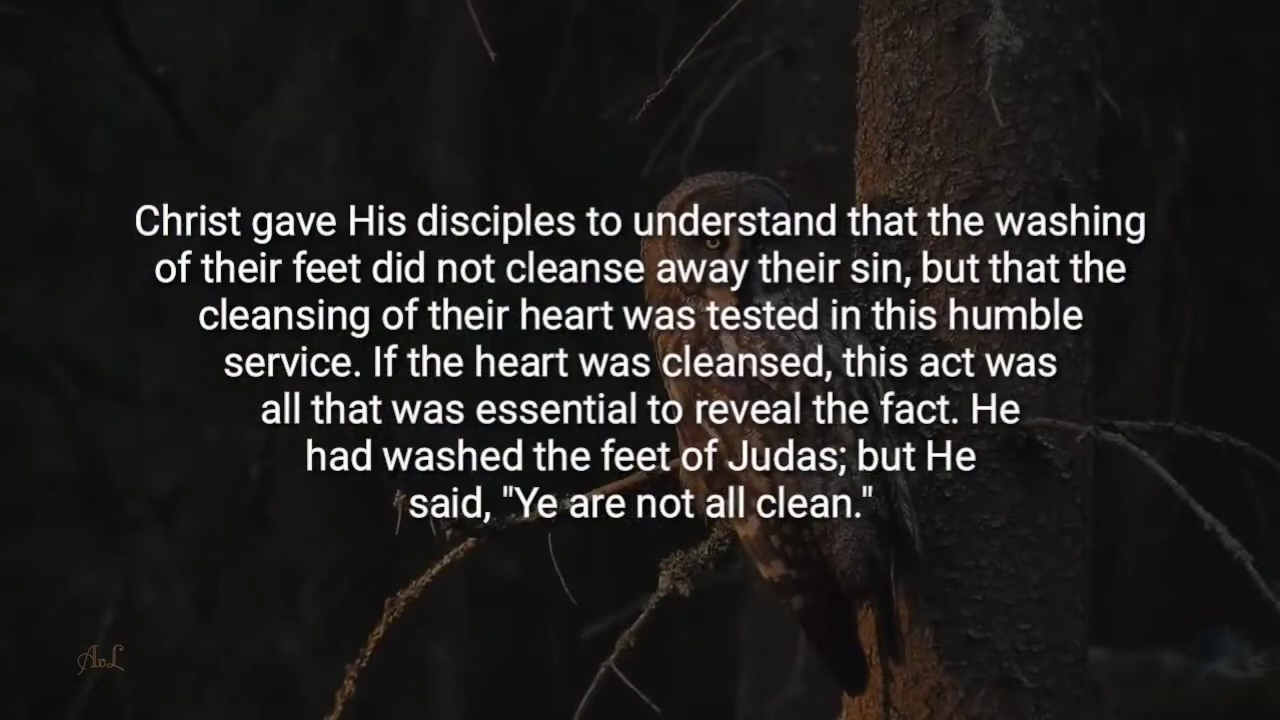 Christ gave His disciples to understand that the washing
of their feet did not cleanse away their sin, but that the
cleansing of their heart was tested in this humble
service. If the heart was cleansed, this act was
all that was essential to reveal the fact. He
had washed the feet of Judas; but He
said, "Ye are not all clean."
AvL